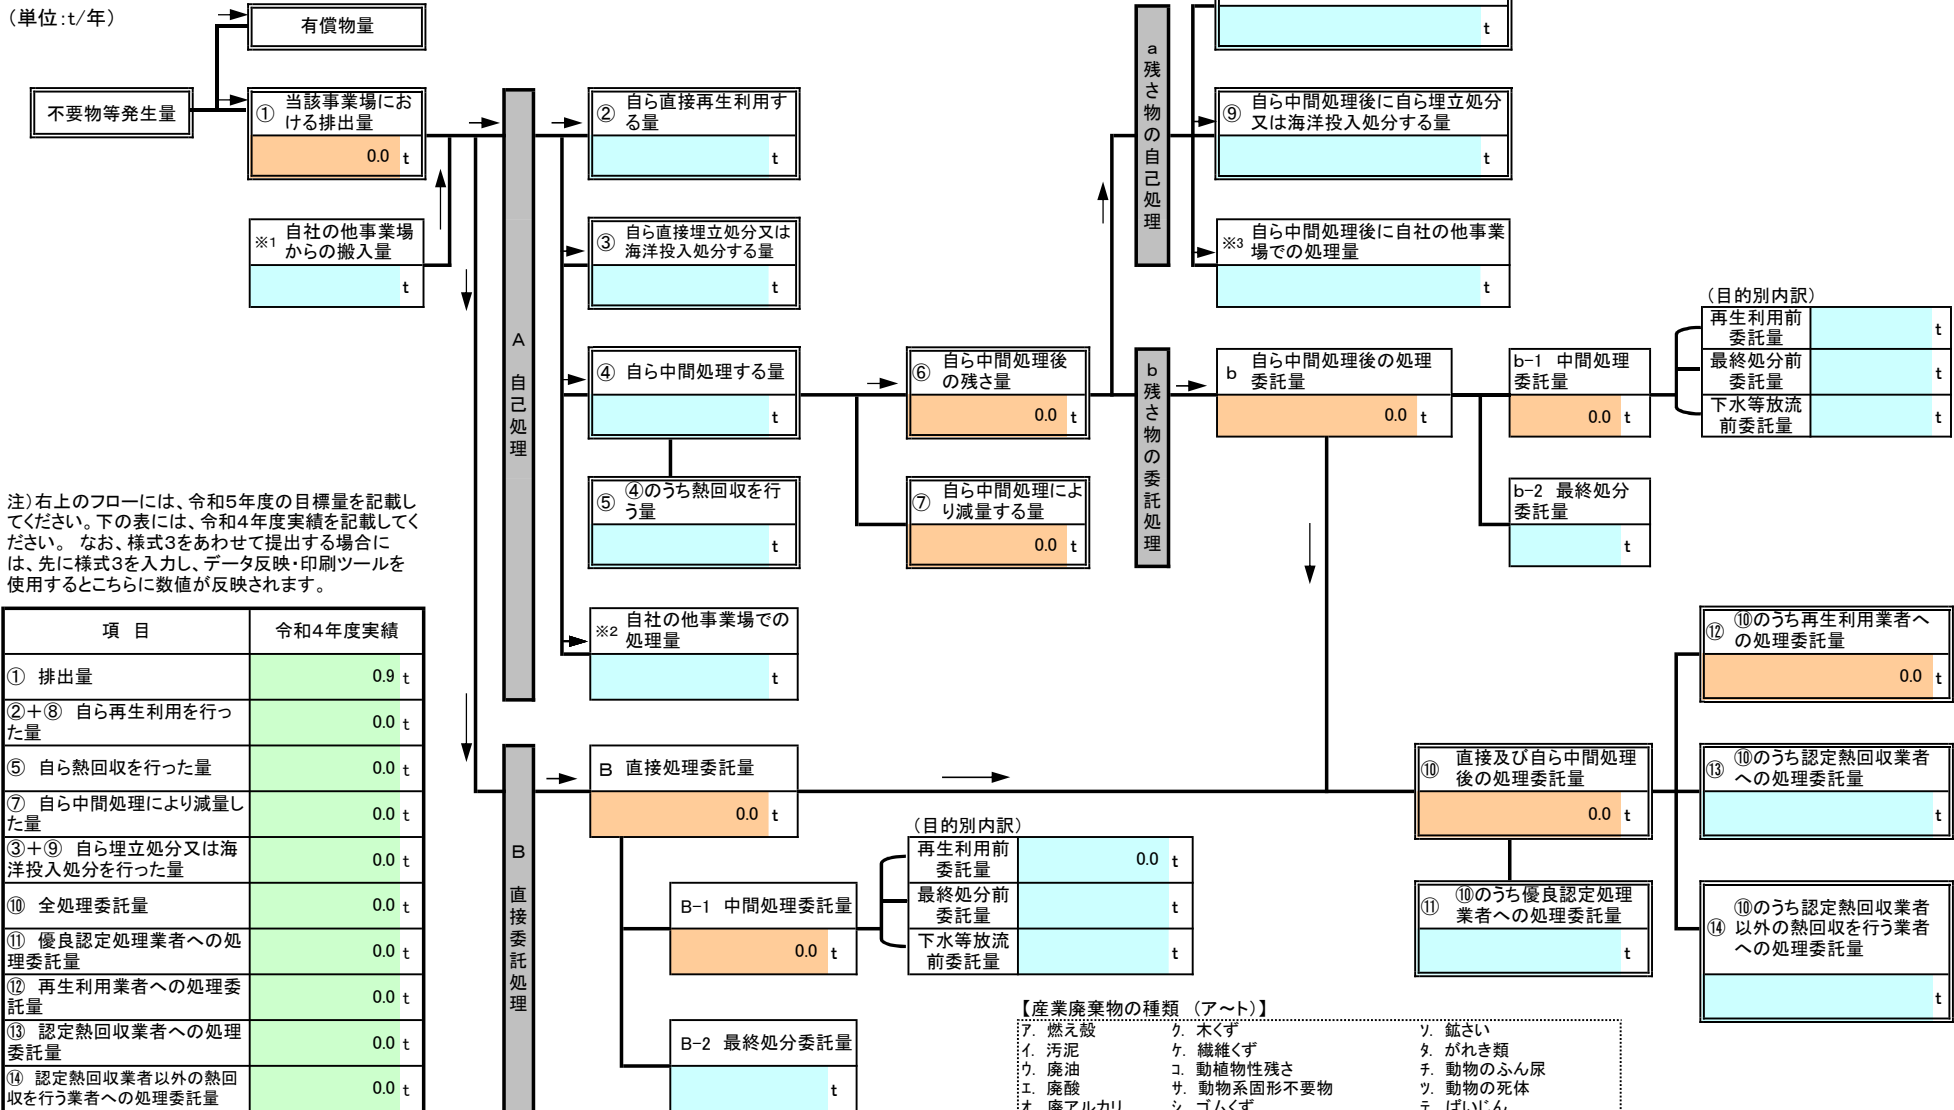 (単位:t/年)
有償物量
不要物等発生量
① 当該事業場にお
ける排出量
0.0 t
※1 自社の他事業場
からの搬入量
t
A 自己処理
② 自ら直接再生利用す
る量
t
③ 自ら直接埋立処分又は
海洋投入処分する量
t
④ 自ら中間処理する量
t
⑤ ④のうち熱回収を行
う量
t
※2 自社の他事業場での
処理量
t
⑥ 自ら中間処理後
の残さ量
0.0 t
⑦ 自ら中間処理によ
り減量する量
0.0 t
a 残さ物の自己処理
t
⑨ 自ら中間処理後に自ら埋立処分
又は海洋投入処分する量
t
※3 自ら中間処理後に自社の他事業
場での処理量
t
b 残さ物の委託処理
b 自ら中間処理後の処理
委託量
0.0 t
b-1 中間処理
委託量
0.0 t
(目的別内訳)
再生利用前
委託量
t
最終処分前
委託量
t
下水等放流
前委託量
t
b-2 最終処分
委託量
t
注)右上のフローには、令和5年度の目標量を記載し
てください。下の表には、令和4年度実績を記載してく
ださい。 なお、様式3をあわせて提出する場合に
は、先に様式3を入力し、データ反映・印刷ツールを
使用するとこちらに数値が反映されます。
項 目 令和4年度実績
① 排出量 0.9 t
②+⑧ 自ら再生利用を行っ
た量 0.0 t
⑤ 自ら熱回収を行った量 0.0 t
⑦ 自ら中間処理により減量し
た量 0.0 t
③+⑨ 自ら埋立処分又は海
洋投入処分を行った量 0.0 t
⑩ 全処理委託量 0.0 t
⑪ 優良認定処理業者への処
理委託量 0.0 t
⑫ 再生利用業者への処理委
託量 0.0 t
⑬ 認定熱回収業者への処理
委託量 0.0 t
⑭ 認定熱回収業者以外の熱回
収を行う業者への処理委託量 0.0 t
B 直接委託処理
B 直接処理委託量
0.0 t
B-1 中間処理委託量
0.0 t
(目的別内訳)
再生利用前
委託量
0.0 t
最終処分前
委託量
t
下水等放流
前委託量
t
B-2 最終処分委託量
t
⑩ 直接及び自ら中間処理
後の処理委託量
0.0 t
⑪ ⑩のうち優良認定処理
業者への処理委託量
t
⑫ ⑩のうち再生利用業者へ
の処理委託量
0.0 t
⑬ ⑩のうち認定熱回収業者
への処理委託量
t
⑭ ⑩のうち認定熱回収業者
以外の熱回収を行う業者
への処理委託量
t
【産業廃棄物の種類 (ア~ト)】
ア. 燃え殻 ク. 木くず ソ. 鉱さい
イ. 汚泥 ケ. 繊維くず タ. がれき類
ウ. 廃油 コ. 動植物性残さ チ. 動物のふん尿
エ. 廃酸 サ. 動物系固形不要物 ツ. 動物の死体
オ. 廃アルカリ シ. ゴムくず テ. ばいじん